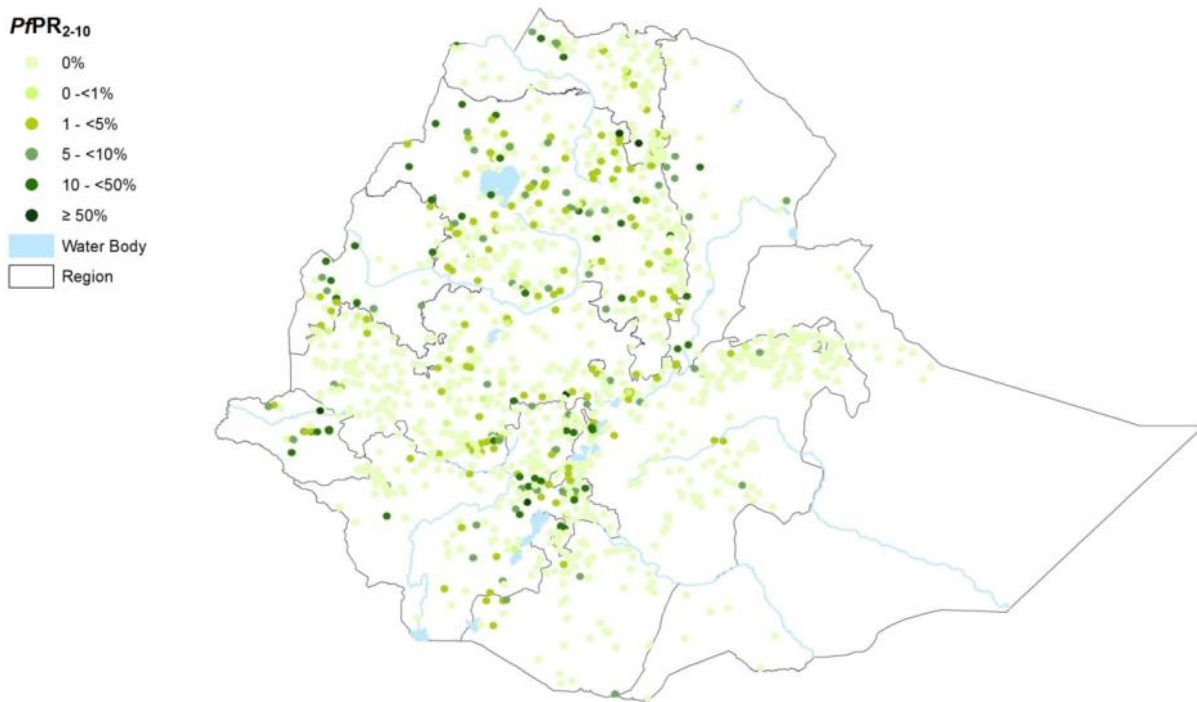 PfPR2-10
0%
0 -<1%
1 - <5%
5 - <10%
10 - <50%
≥ 50%
Water Body
Region